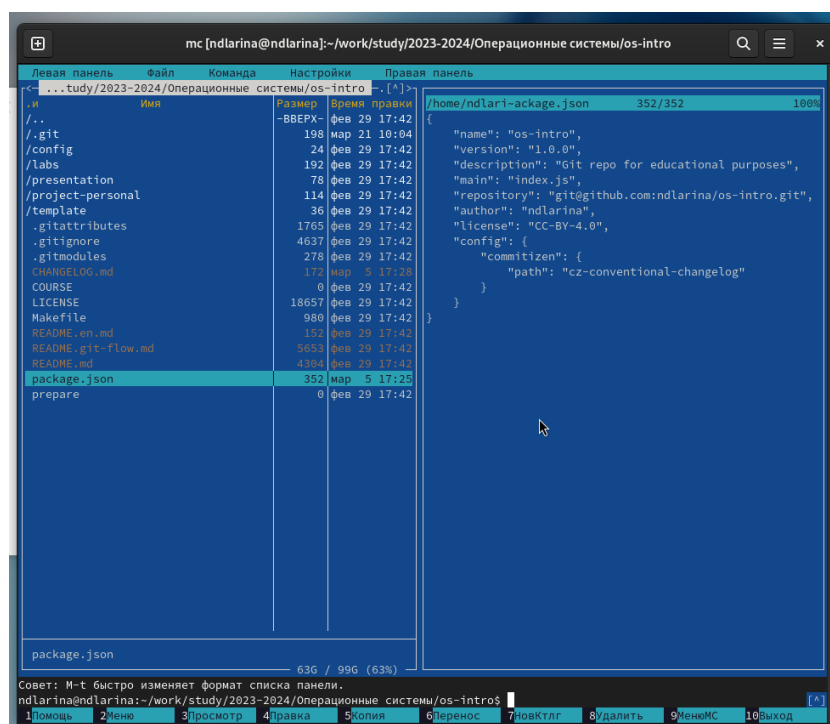 mc [ndlarina@ndlarina]:~/work/study/2023-2024/Операционные системы/os-intro
Левая панель Файл Команда Настройки Правая панель
<- ...tudy/2023-2024/Операционные системы/os-intro -.[^]>
.и Имя Размер Время правки
/.. -ВВЕРХ- фев 29 17:42
/.git 198 мар 21 10:04
/config 24 фев 29 17:42
/labs 192 фев 29 17:42
/presentation 78 фев 29 17:42
/project-personal 114 фев 29 17:42
/template 36 фев 29 17:42
.gitattributes 1765 фев 29 17:42
.gitignore 4637 фев 29 17:42
.gitmodules 278 фев 29 17:42
CHANGELOG.md 172 мар 5 17:28
COURSE 0 фев 29 17:42
LICENSE 18657 фев 29 17:42
Makefile 980 фев 29 17:42
README.en.md 152 фев 29 17:42
README.git-flow.md 5653 фев 29 17:42
README.md 4304 фев 29 17:42
package.json 352 мар 5 17:25
prepare 0 фев 29 17:42
package.json
63G / 99G (63%)
/home/ndlari~ackage.json 352/352 100%
{
"name": "os-intro",
"version": "1.0.0",
"description": "Git repo for educational purposes",
"main": "index.js",
"repository": "git@github.com:ndlarina/os-intro.git",
"author": "ndlarina",
"license": "CC-BY-4.0",
"config": {
"commitizen": {
"path": "cz-conventional-changelog"
}
}
}
Совет: M-t быстро изменяет формат списка панели.
ndlarina@ndlarina:~/work/study/2023-2024/Операционные системы/os-intro$ [^]
1Помощь 2Меню 3Просмотр 4Правка 5Копия 6Перенос 7НовКтлг 8Удалить 9МенюMC 10Выход